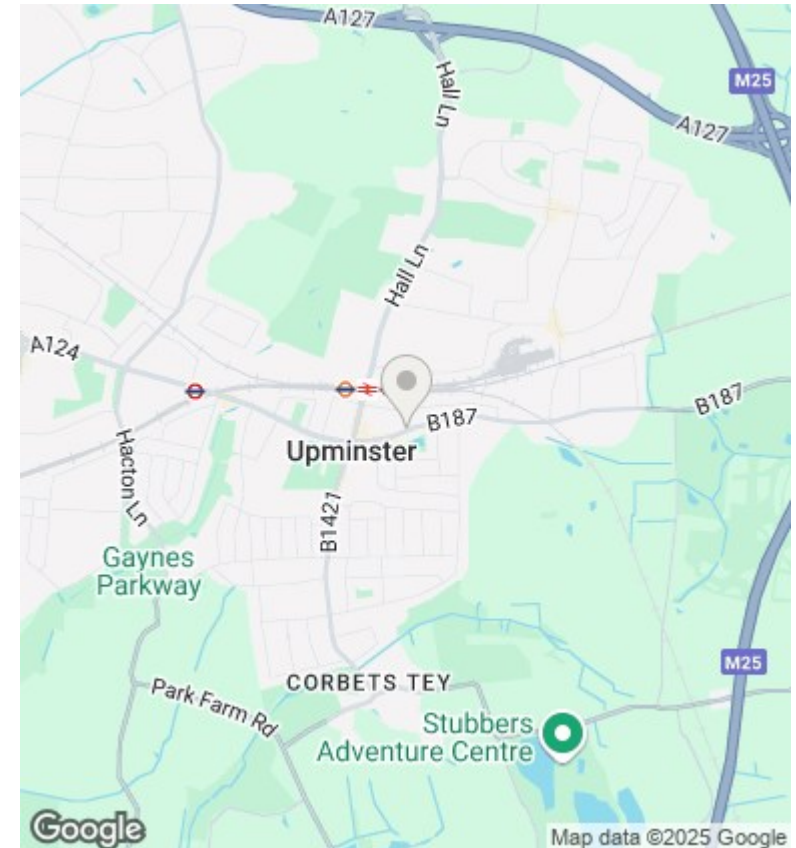 A127
M25
Hall Ln
A127
Hall Ln
A124
B187
B187
Upminster
Hacton Ln
B1421
Gaynes
Parkway
M25
CORBETS TEY
Park Farm Rd
Stubbers
Adventure Centre
Google
Map data ©2025 Google